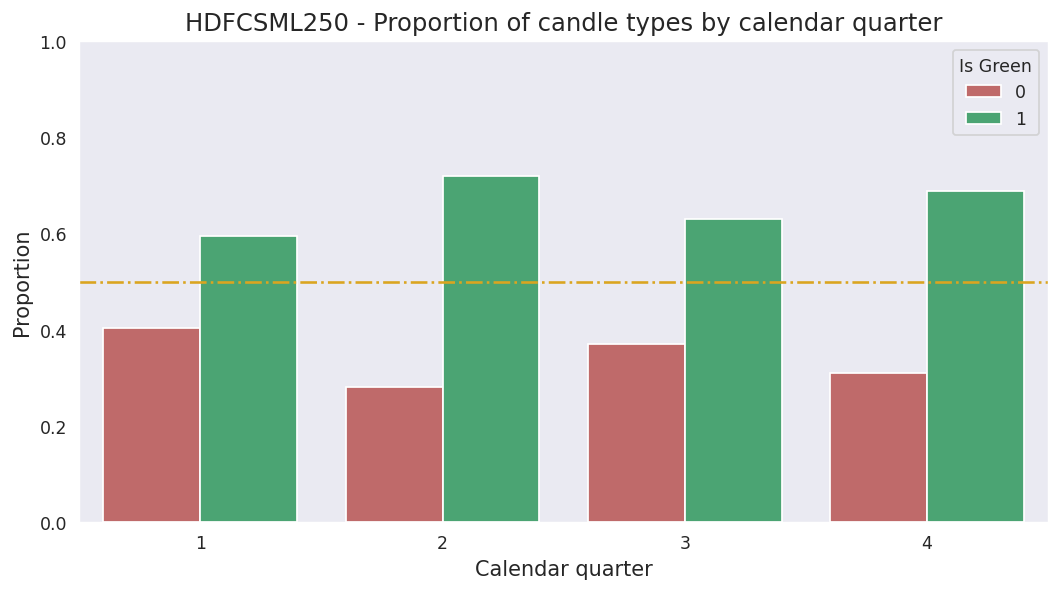 HDFCSML250 - Proportion of candle types by calendar quarter
Is Green
0
1
Proportion
1.0
0.8
0.6
0.4
0.2
0.0
1 2 3 4
Calendar quarter